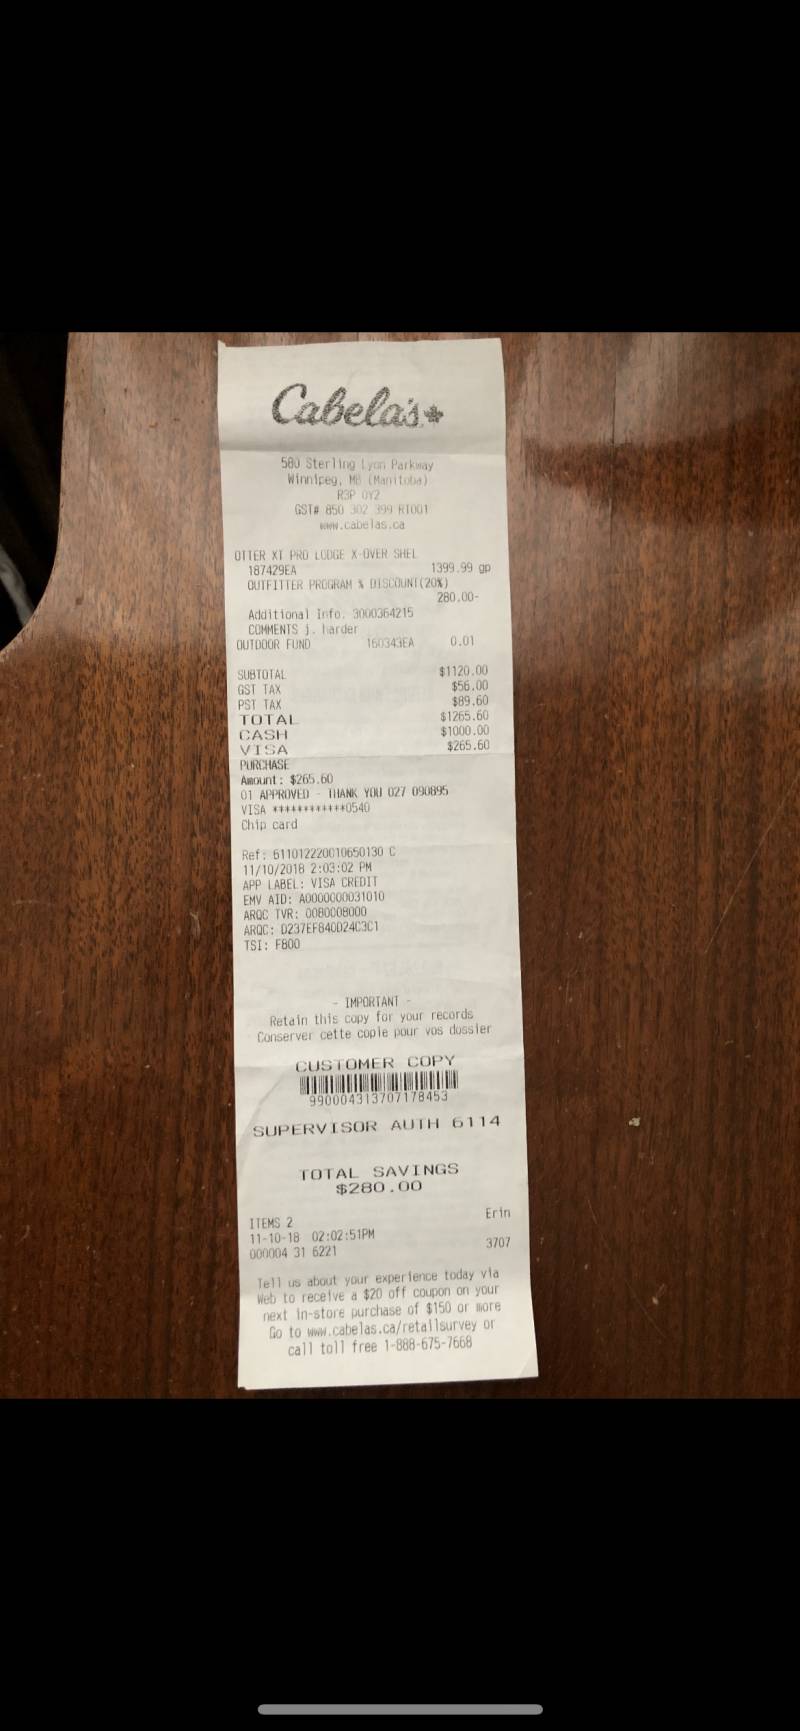 Cabela's
580 Sterling Lyon Parkway
Winnipeg, MB (Manitoba)
R3P 0Y2
GST# 850 302 399 RT001
www.cabelas.ca
OTTER XT PRO LODGE X-OVER SHEL
187429EA 1399.99 gp
OUTFITTER PROGRAM % DISCOUNT(20%)
280.00-
Additional Info. 3000364215
COMMENTS j. harder
OUTDOOR FUND 160343EA 0.01
SUBTOTAL $1120.00
GST TAX $56.00
PST TAX $89.60
TOTAL $1265.60
CASH $1000.00
VISA $265.60
PURCHASE
Amount: $265.60
01 APPROVED - THANK YOU 027 090895
VISA ************0540
Chip card
Ref: 611012220010650130 C
11/10/2018 2:03:02 PM
APP LABEL: VISA CREDIT
EMV AID: A0000000031010
ARQC TVR: 0080008000
ARQC: D237EF840D24C3C1
TSI: F800
- IMPORTANT -
Retain this copy for your records
Conserver cette copie pour vos dossier
CUSTOMER COPY
990004313707178453
SUPERVISOR AUTH 6114
TOTAL SAVINGS
$280.00
ITEMS 2 Erin
11-10-18 02:02:51PM
000004 31 6221 3707
Tell us about your experience today via
Web to receive a $20 off coupon on your
next in-store purchase of $150 or more
Go to www.cabelas.ca/retailsurvey or
call toll free 1-888-675-7668